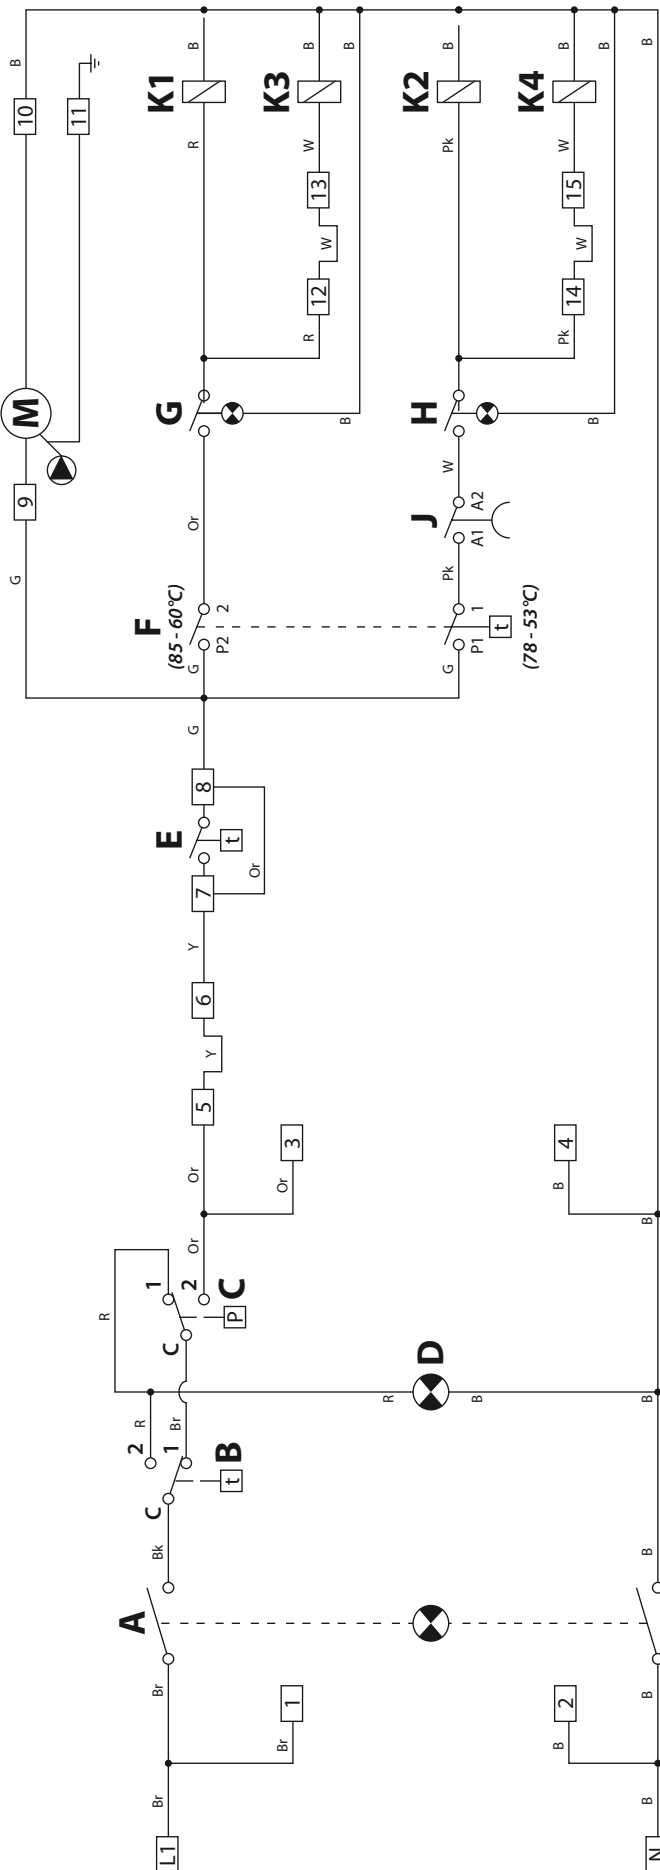 L1
Br
Br
Br
1
A
Bk
C
2
1
B
t
R
Br
R
C
1
2
C
P
Or
Or
3
Or
5
Y
6
Y
7
E
t
Or
8
G
G
9
M
10
B
11
F
(85 - 60°C)
G
P2
2
Or
G
B
R
K1
B
R
12
W
13
W
K3
B
B
G
P1
1
t
(78 - 53°C)
Pk
J
A1
A2
W
H
B
Pk
K2
B
Pk
14
W
15
W
K4
B
B
R
D
B
N
B
B
2
B
B
B
4
B
B